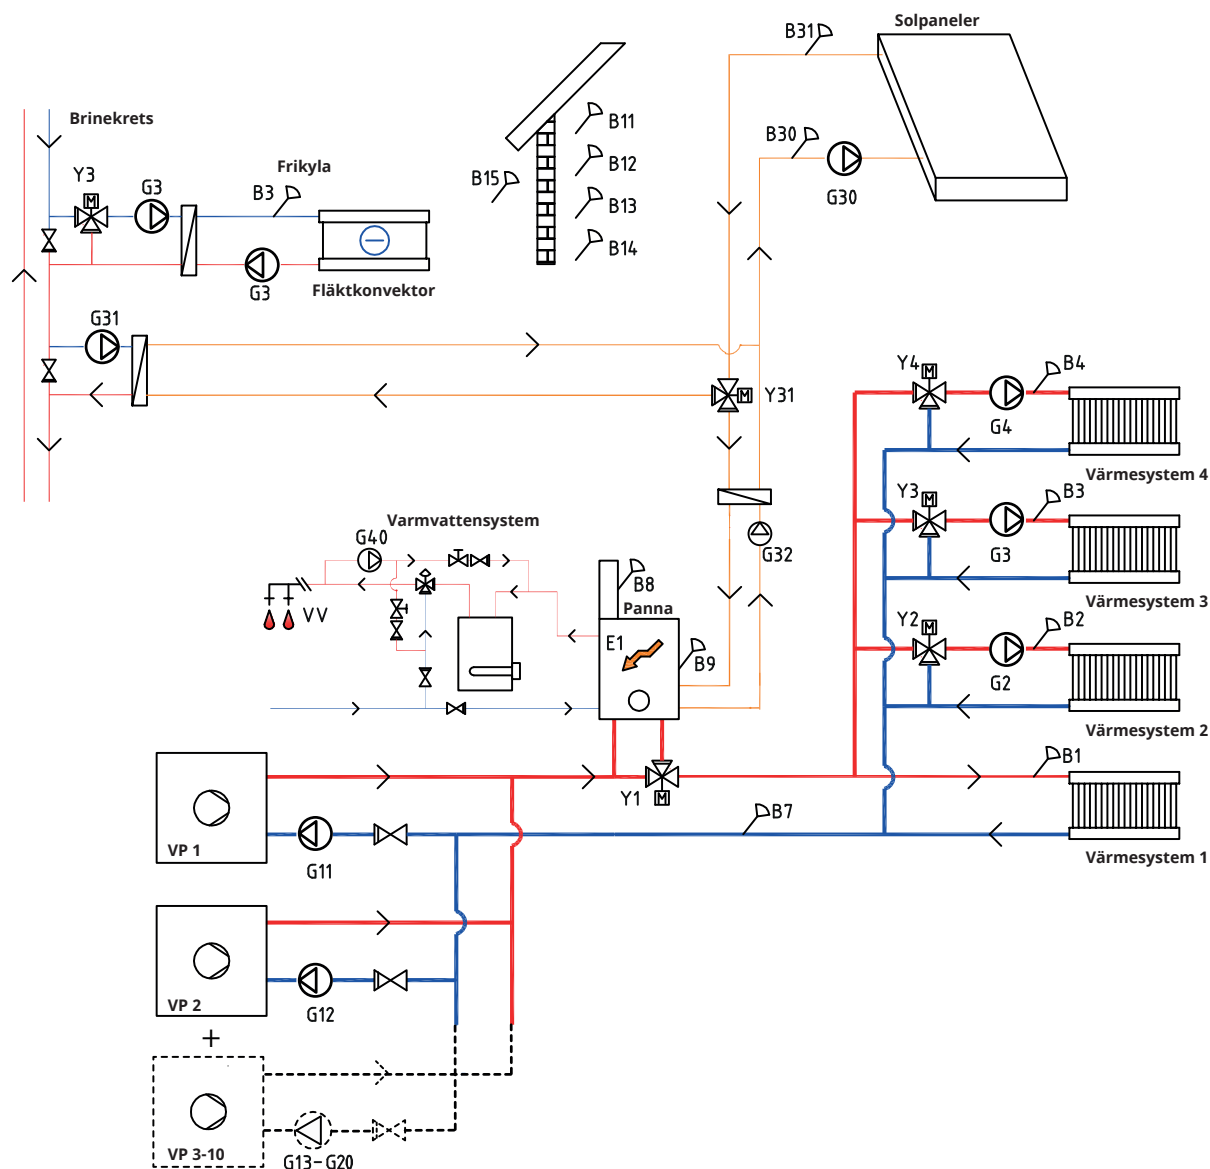 Solpaneler
B31
Brinekrets
B11
B30
Y3
G3
Frikyla
B12
B15
B3
G30
B13
B14
G3
Fläktkonvektor
G31
Y4
B4
Y31
G4
Värmesystem 4
Y3
B3
Varmvattensystem
G40
G32
G3
B8
Värmesystem 3
Panna
VV
Y2
B2
E1
B9
G2
Värmesystem 2
B1
Y1
B7
VP 1
G11
Värmesystem 1
VP 2
G12
+
VP 3-10
G13-G20
M
M
M
M
M
M